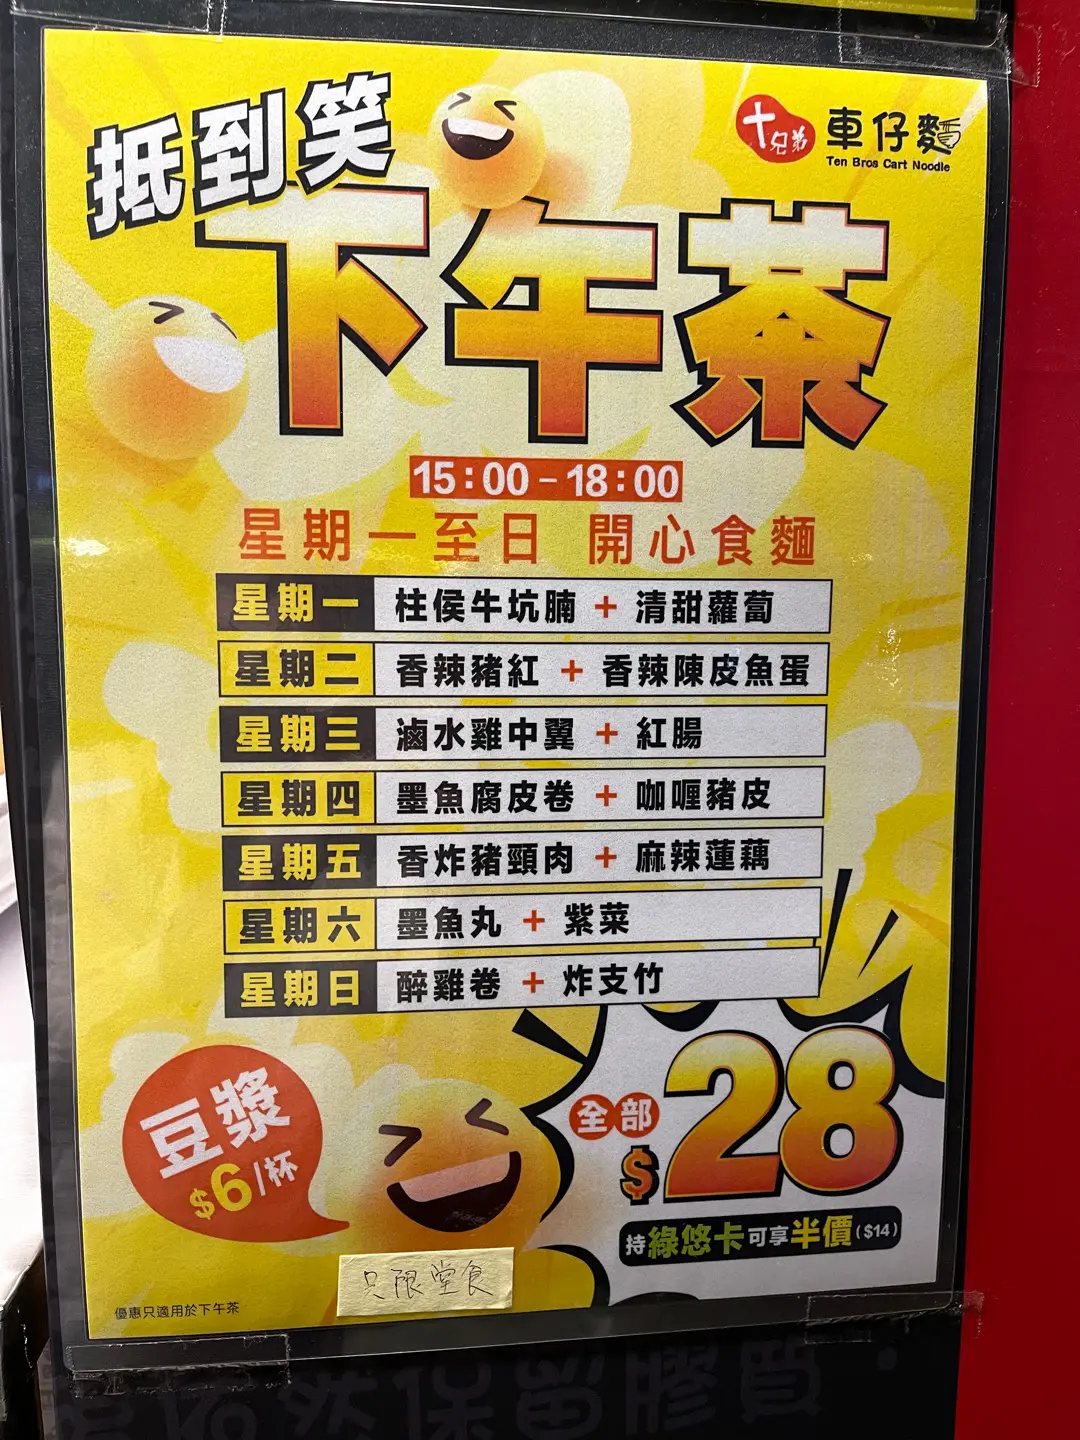 抵到笑
十兄弟 車仔麵
Ten Bros Cart Noodle
下午茶
15:00-18:00
星期一至日 開心食麵
星期一 柱侯牛坑腩 + 清甜蘿蔔
星期二 香辣豬紅 + 香辣陳皮魚蛋
星期三 滷水雞中翼 + 紅腸
星期四 墨魚腐皮卷 + 咖喱豬皮
星期五 香炸豬頸肉 + 麻辣蓮藕
星期六 墨魚丸 + 紫菜
星期日 醉雞卷 + 炸支竹
豆漿
$6/杯
全部
$28
持綠悠卡可享半價($14)
只限堂食
優惠只適用於下午茶
然保留膠質